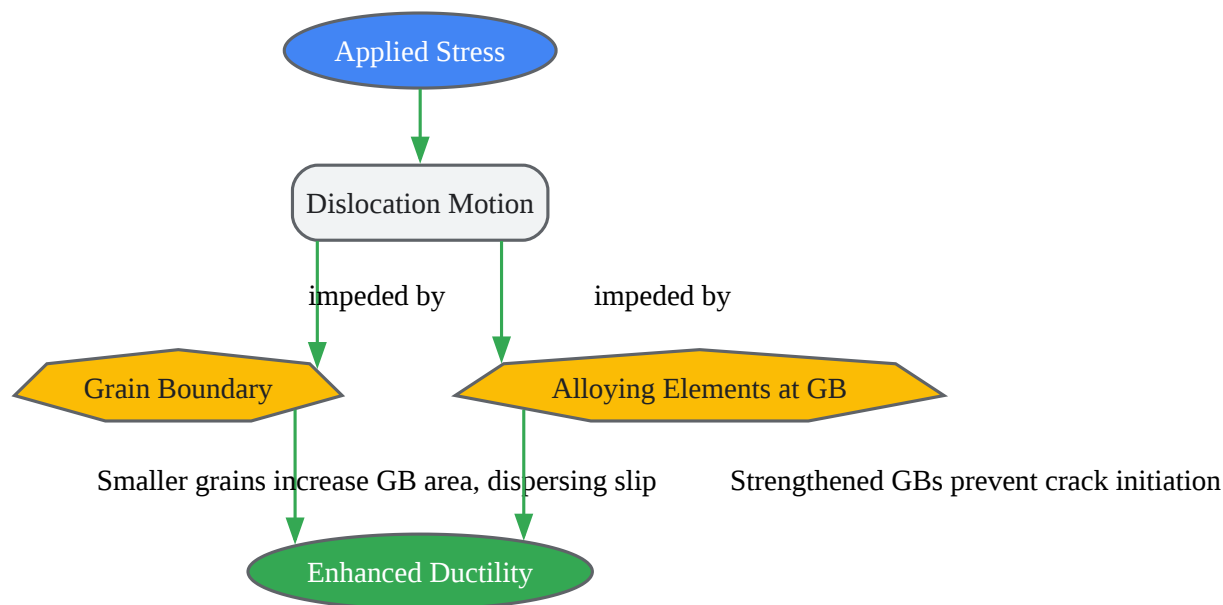 Applied Stress
Dislocation Motion
impeded by
impeded by
Grain Boundary
Alloying Elements at GB
Smaller grains increase GB area, dispersing slip
Strengthened GBs prevent crack initiation
Enhanced Ductility